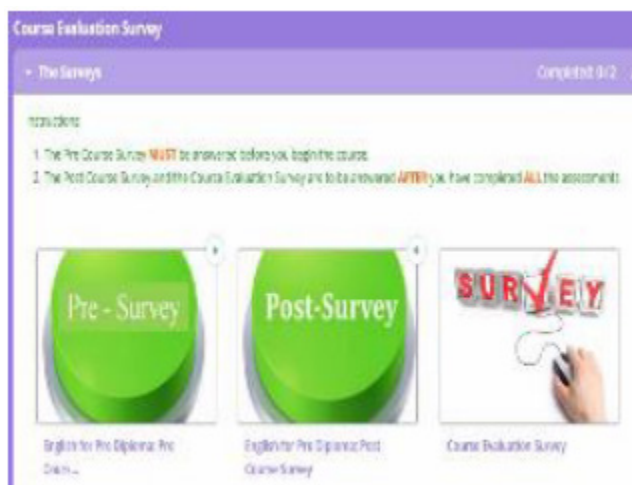 Course Evaluation Survey
The Surveys
Completed: 0/2
Instructions:
1. The Pre Course Survey MUST be answered before you begin the course.
2. The Post Course Survey and the Course Evaluation Survey are to be answered AFTER you have completed ALL the assessments
Pre - Survey
Post-Survey
SURVEY
English for Pre Diploma: Pre
English for Pre Diploma: Post
Course Evaluation Survey
Course Survey